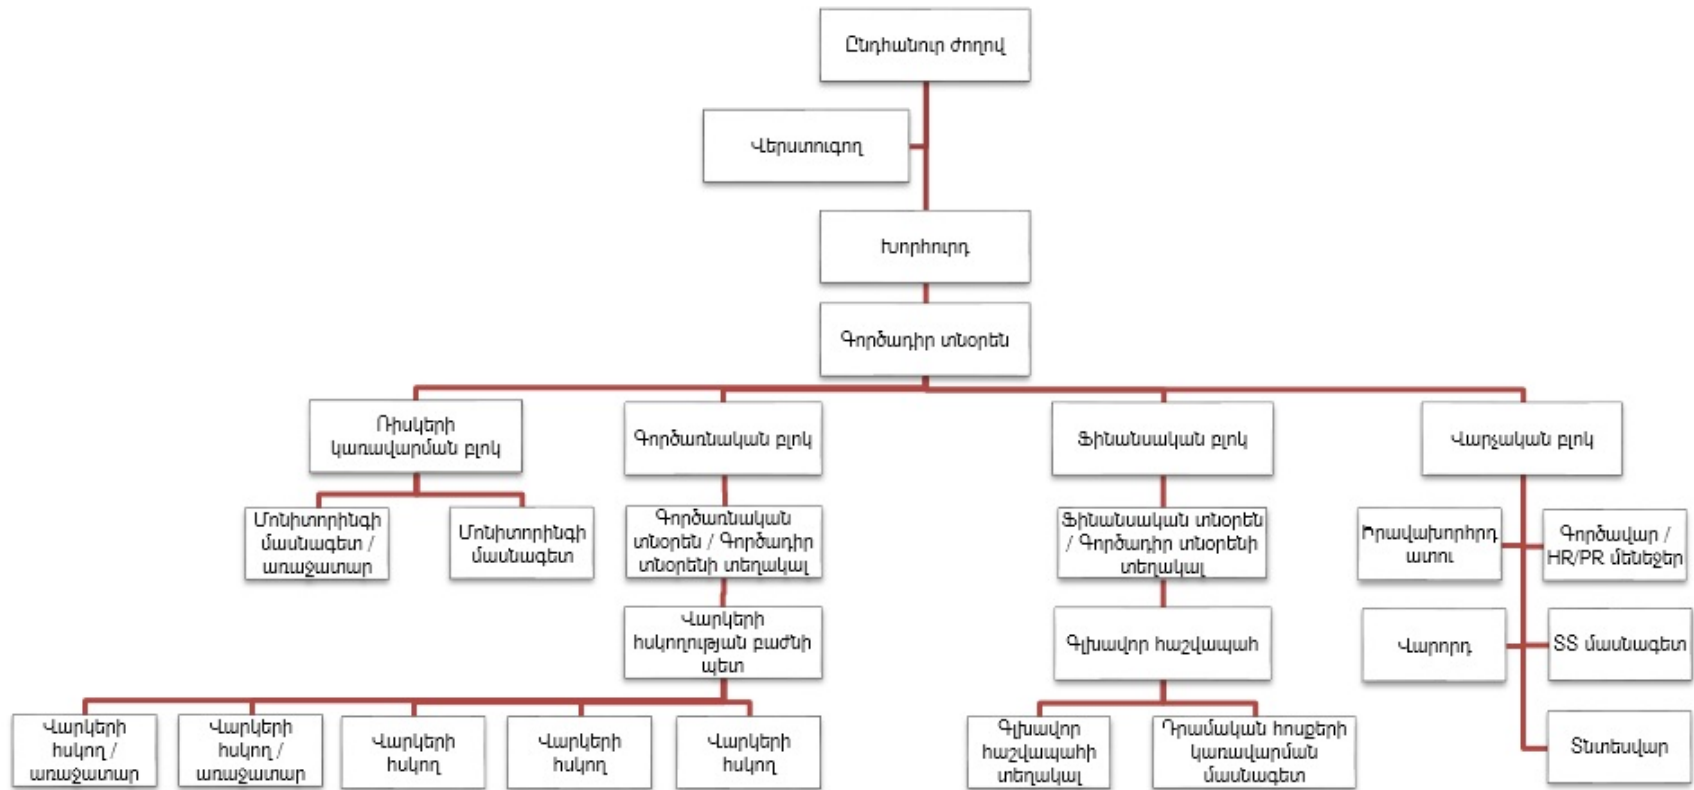 Ընդհանուր ժողով
Վերստուգող
Խորհուրդ
Գործադիր տնօրեն
Ռիսկերի
կառավարման բլոկ
Գործառնական բլոկ
Ֆինանսական բլոկ
Վարչական բլոկ
Մոնիտորինգի
մասնագետ /
առաջատար
Մոնիտորինգի
մասնագետ
Գործառնական
տնօրեն / Գործադիր
տնօրենի տեղակալ
Ֆինանսական տնօրեն
/ Գործադիր տնօրենի
տեղակալ
Իրավախորհրդ
ատու
Գործավար /
HR/PR մենեջեր
Վարկերի
հսկողության բաժնի
պետ
Գլխավոր հաշվապահ
Վարորդ
ՏՏ մասնագետ
Վարկերի
հսկող /
առաջատար
Վարկերի
հսկող /
առաջատար
Վարկերի
հսկող
Վարկերի
հսկող
Վարկերի
հսկող
Գլխավոր
հաշվապահի
տեղակալ
Դրամական հոսքերի
կառավարման
մասնագետ
Տնտեսվար